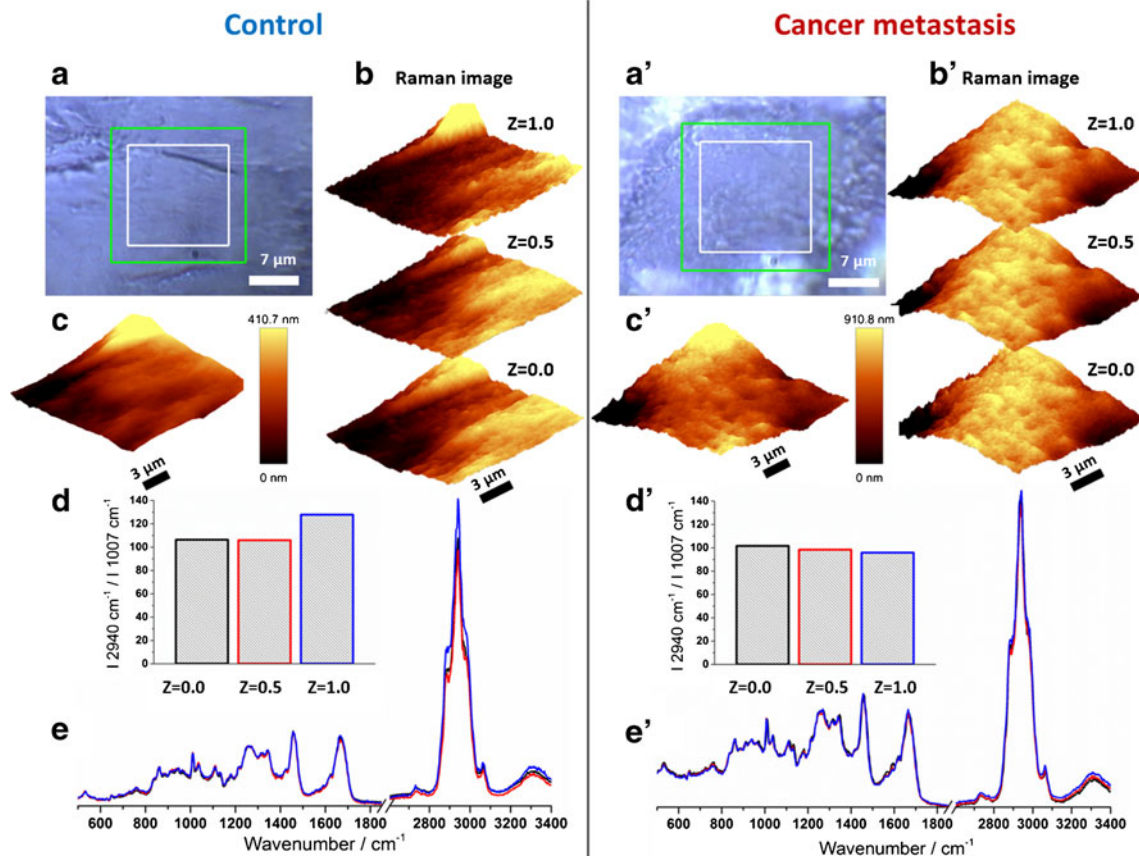 Control
a
b
Raman image
Z=1.0
7 µm
Z=0.5
c
410.7 nm
0 nm
Z=0.0
3 µm
3 µm
d
I 2940 cm⁻¹ / I 1007 cm⁻¹
140
120
100
80
60
40
20
0
Z=0.0 Z=0.5 Z=1.0
e
600 800 1000 1200 1400 1600 1800 2800 3000 3200 3400
Wavenumber / cm⁻¹
Cancer metastasis
a’
b’
Raman image
Z=1.0
7 µm
Z=0.5
c’
910.8 nm
0 nm
Z=0.0
3 µm
3 µm
d’
I 2940 cm⁻¹ / I 1007 cm⁻¹
140
120
100
80
60
40
20
0
Z=0.0 Z=0.5 Z=1.0
e’
600 800 1000 1200 1400 1600 1800 2800 3000 3200 3400
Wavenumber / cm⁻¹